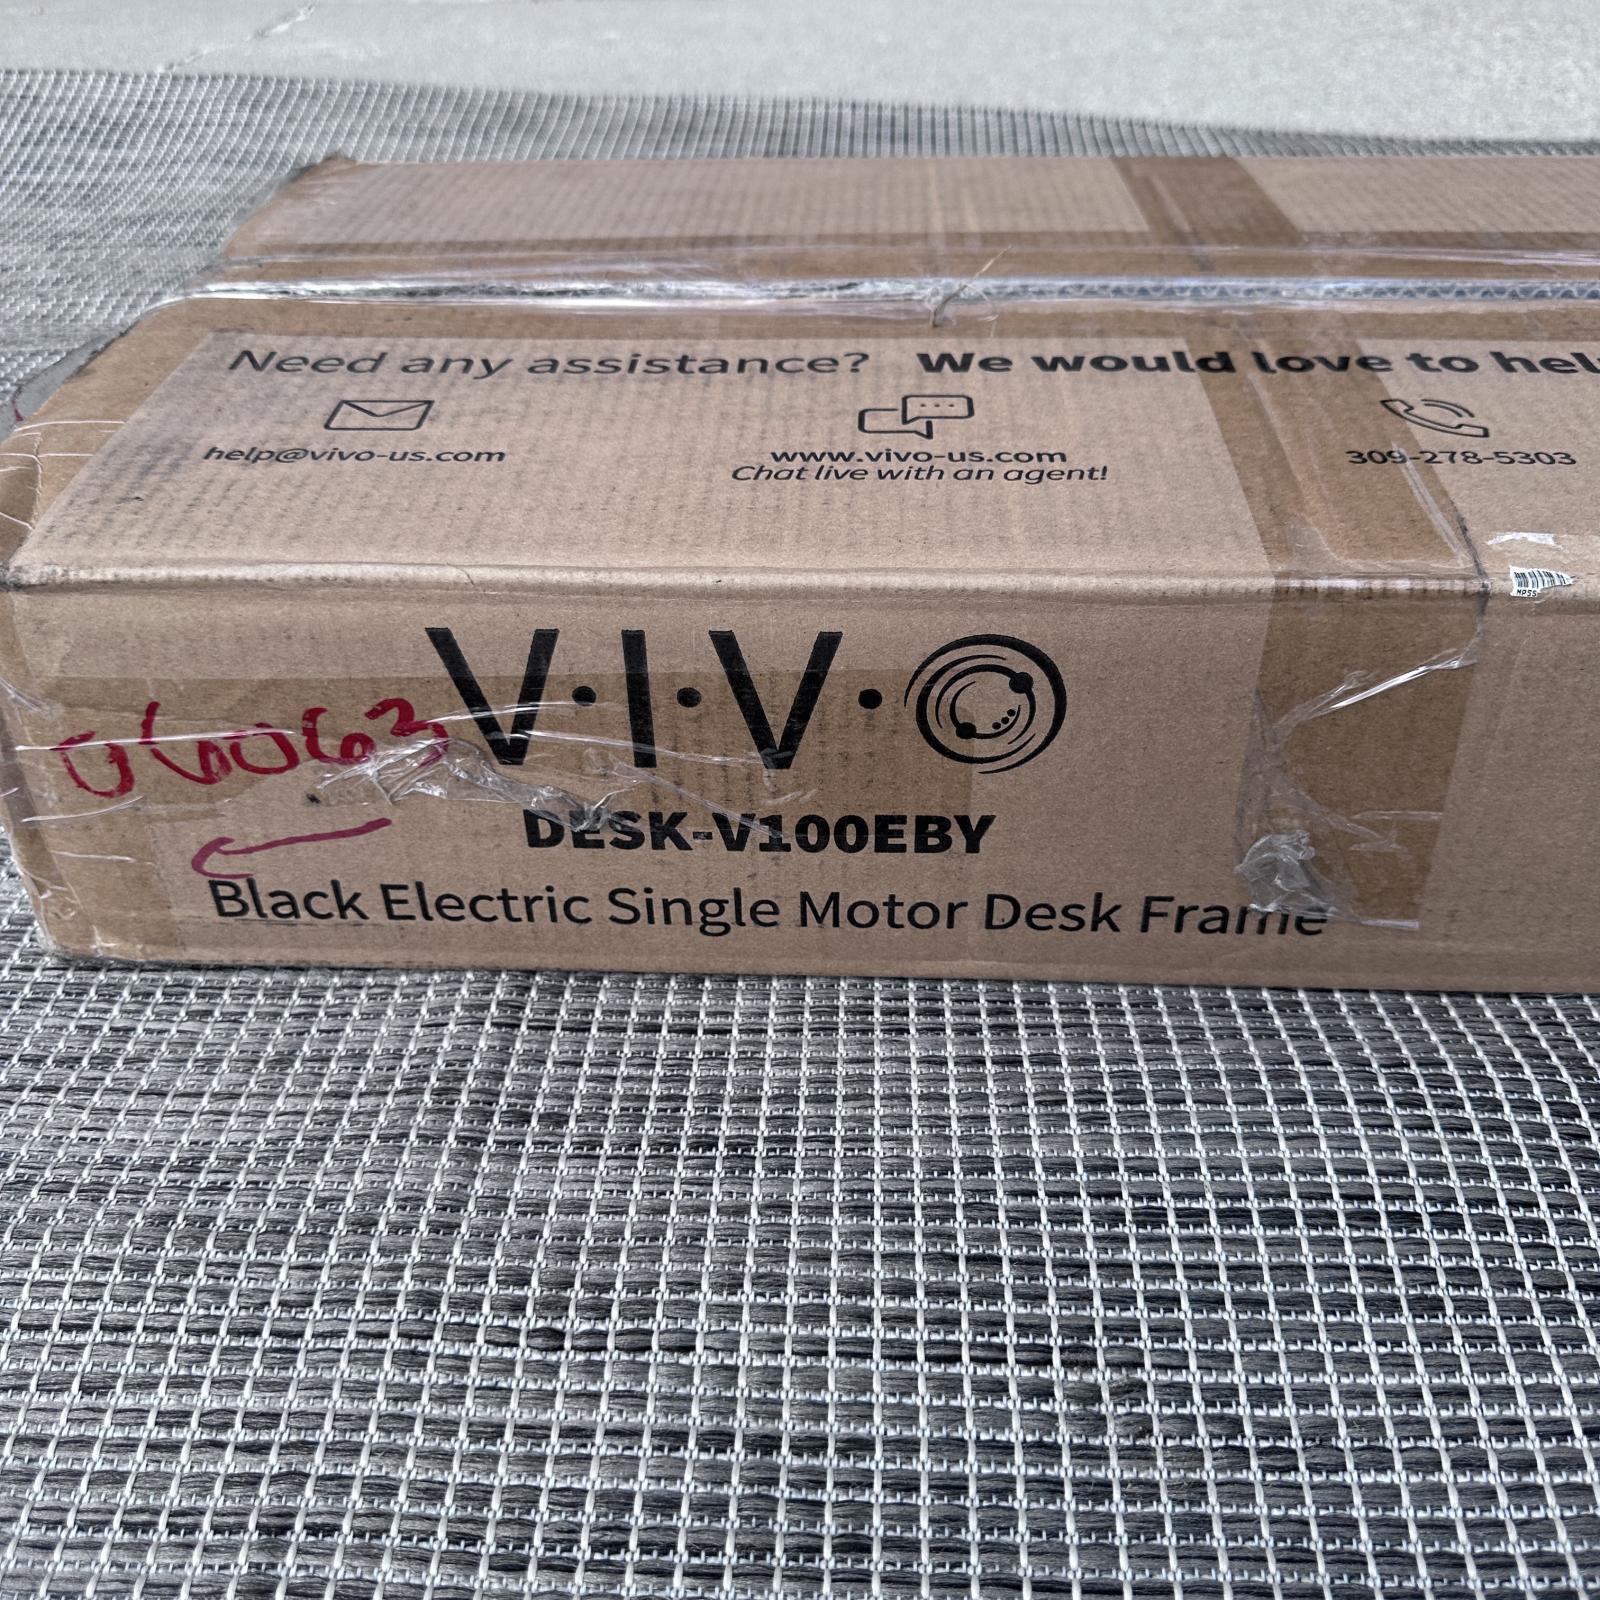 Need any assistance? We would love to hel
help@vivo-us.com
www.vivo-us.com
Chat live with an agent!
309-278-5303
V·I·V·O
06063
DESK-V100EBY
Black Electric Single Motor Desk Frame